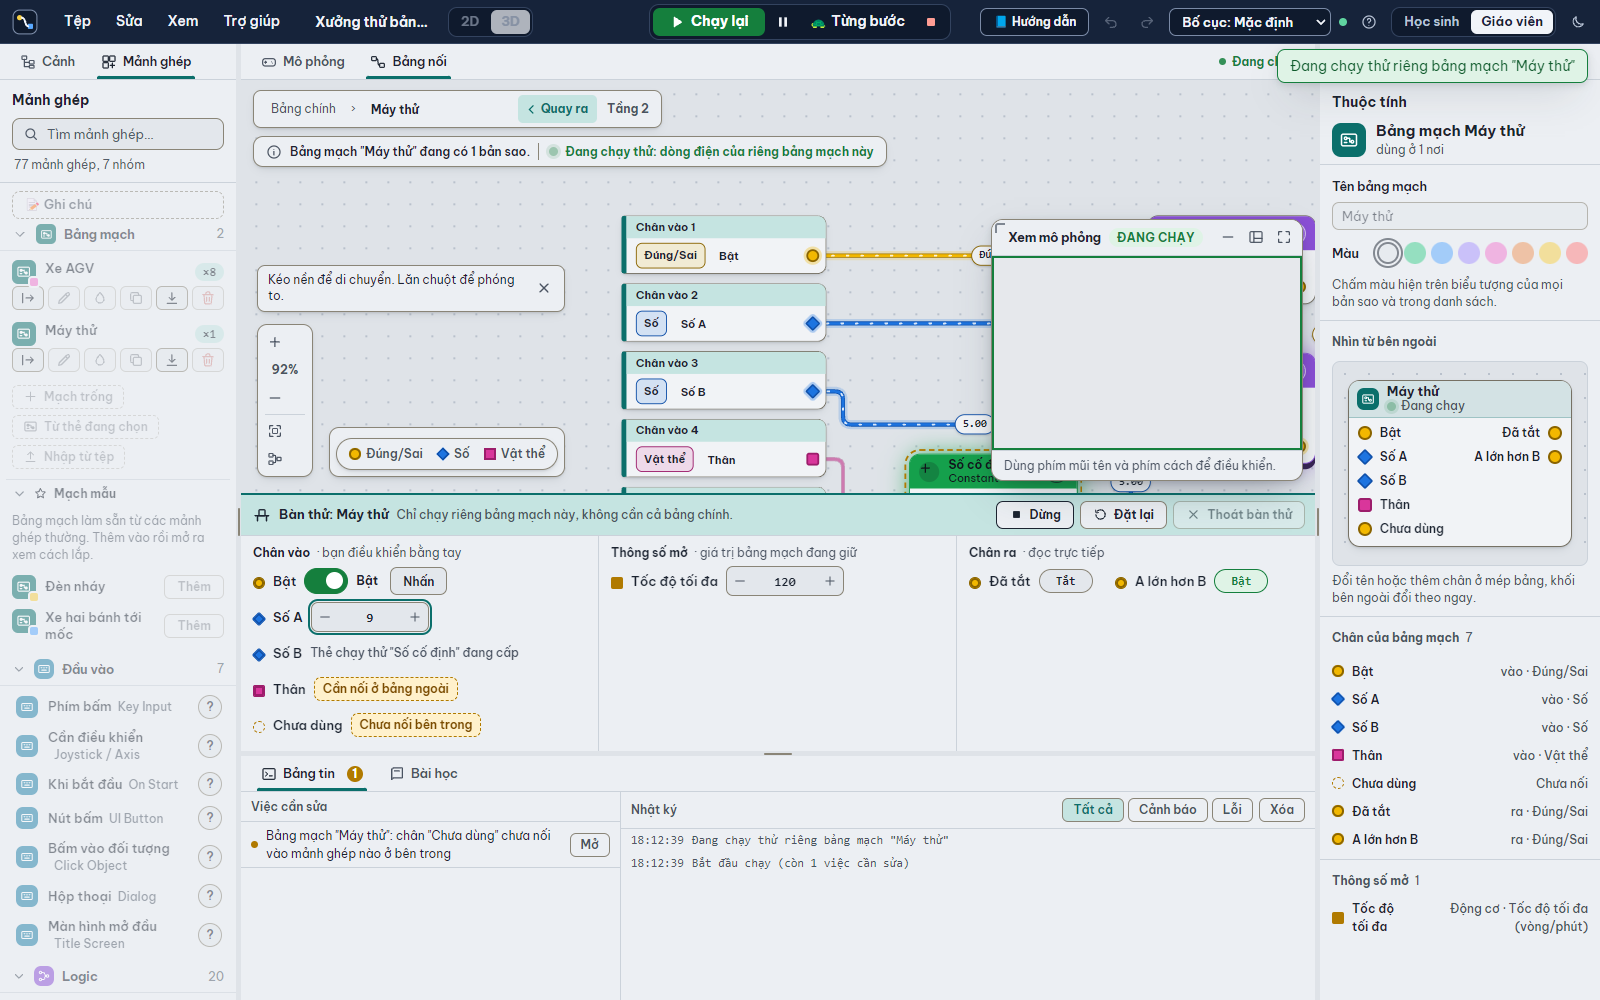 Tệp Sửa Xem Trợ giúp Xưởng thử bản... 2D 3D Chạy lại Từng bước Hướng dẫn Bố cục: Mặc định Học sinh Giáo viên
Cảnh Mảnh ghép
Mô phỏng Bảng nối
Đang chạy thử riêng bảng mạch "Máy thử"
Mảnh ghép
Tìm mảnh ghép...
77 mảnh ghép, 7 nhóm
Ghi chú
Bảng mạch 2
Xe AGV ×8
Máy thử ×1
Mạch trống
Từ thẻ đang chọn
Nhập từ tệp
Mạch mẫu
Bảng mạch làm sẵn từ các mảnh
ghép thường. Thêm vào rồi mở ra
xem cách lắp.
Đèn nháy Thêm
Xe hai bánh tới
mốc Thêm
Đầu vào 7
Phím bấm Key Input ?
Cần điều khiển
Joystick / Axis ?
Khi bắt đầu On Start ?
Nút bấm UI Button ?
Bấm vào đối tượng
Click Object ?
Hộp thoại Dialog ?
Màn hình mở đầu
Title Screen ?
Logic 20
Bảng chính › Máy thử Quay ra Tầng 2
Bảng mạch "Máy thử" đang có 1 bản sao. Đang chạy thử: dòng điện của riêng bảng mạch này
Kéo nền để di chuyển. Lăn chuột để phóng
to.
92%
Đúng/Sai Số Vật thể
Chân vào 1
Đúng/Sai Bật
Chân vào 2
Số Số A
Chân vào 3
Số Số B
Chân vào 4
Vật thể Thân
5.00
Constant
5.00
Xem mô phỏng ĐANG CHẠY
Dùng phím mũi tên và phím cách để điều khiển.
Bàn thử: Máy thử Chỉ chạy riêng bảng mạch này, không cần cả bảng chính. Dừng Đặt lại Thoát bàn thử
Chân vào · bạn điều khiển bằng tay
Bật Bật Nhấn
Số A 9
Số B Thẻ chạy thử "Số cố định" đang cấp
Thân Cần nối ở bảng ngoài
Chưa dùng Chưa nối bên trong
Thông số mở · giá trị bảng mạch đang giữ
Tốc độ tối đa 120
Chân ra · đọc trực tiếp
Đã tắt Tắt A lớn hơn B Bật
Bảng tin 1 Bài học
Việc cần sửa
Bảng mạch "Máy thử": chân "Chưa dùng" chưa nối
vào mảnh ghép nào ở bên trong Mở
Nhật ký Tất cả Cảnh báo Lỗi Xóa
18:12:39 Đang chạy thử riêng bảng mạch "Máy thử"
18:12:39 Bắt đầu chạy (còn 1 việc cần sửa)
Thuộc tính
Bảng mạch Máy thử
dùng ở 1 nơi
Tên bảng mạch
Máy thử
Màu
Chấm màu hiện trên biểu tượng của mọi
bản sao và trong danh sách.
Nhìn từ bên ngoài
Máy thử
Đang chạy
Bật Đã tắt
Số A A lớn hơn B
Số B
Thân
Chưa dùng
Đổi tên hoặc thêm chân ở mép bảng, khối
bên ngoài đổi theo ngay.
Chân của bảng mạch 7
Bật vào · Đúng/Sai
Số A vào · Số
Số B vào · Số
Thân vào · Vật thể
Chưa dùng Chưa nối
Đã tắt ra · Đúng/Sai
A lớn hơn B ra · Đúng/Sai
Thông số mở 1
Tốc độ Động cơ · Tốc độ tối đa
tối đa (vòng/phút)